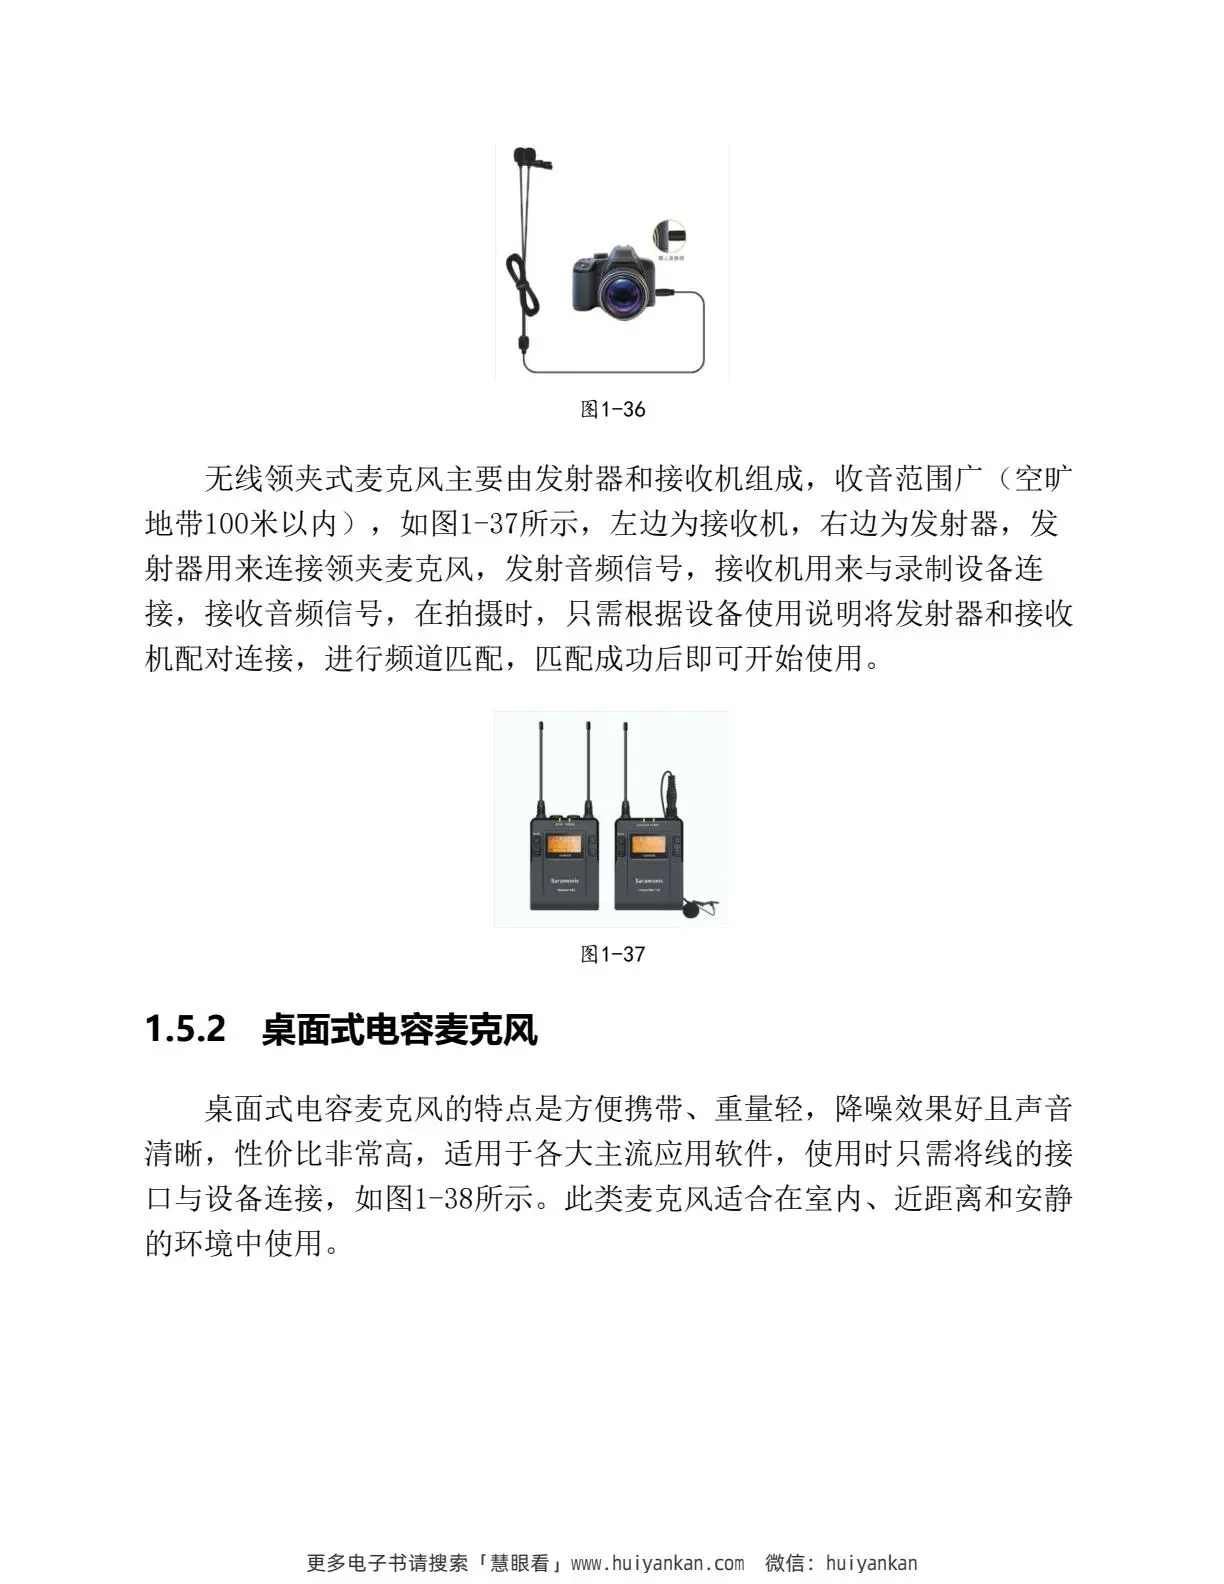 图1-36
无线领夹式麦克风主要由发射器和接收机组成，收音范围广（空旷
地带100米以内），如图1-37所示，左边为接收机，右边为发射器，发
射器用来连接领夹麦克风，发射音频信号，接收机用来与录制设备连
接，接收音频信号，在拍摄时，只需根据设备使用说明将发射器和接收
机配对连接，进行频道匹配，匹配成功后即可开始使用。
Saramonic
Saramonic
图1-37
1.5.2 桌面式电容麦克风
桌面式电容麦克风的特点是方便携带、重量轻，降噪效果好且声音
清晰，性价比非常高，适用于各大主流应用软件，使用时只需将线的接
口与设备连接，如图1-38所示。此类麦克风适合在室内、近距离和安静
的环境中使用。
更多电子书请搜索「慧眼看」www.huiyankan.com 微信：huiyankan